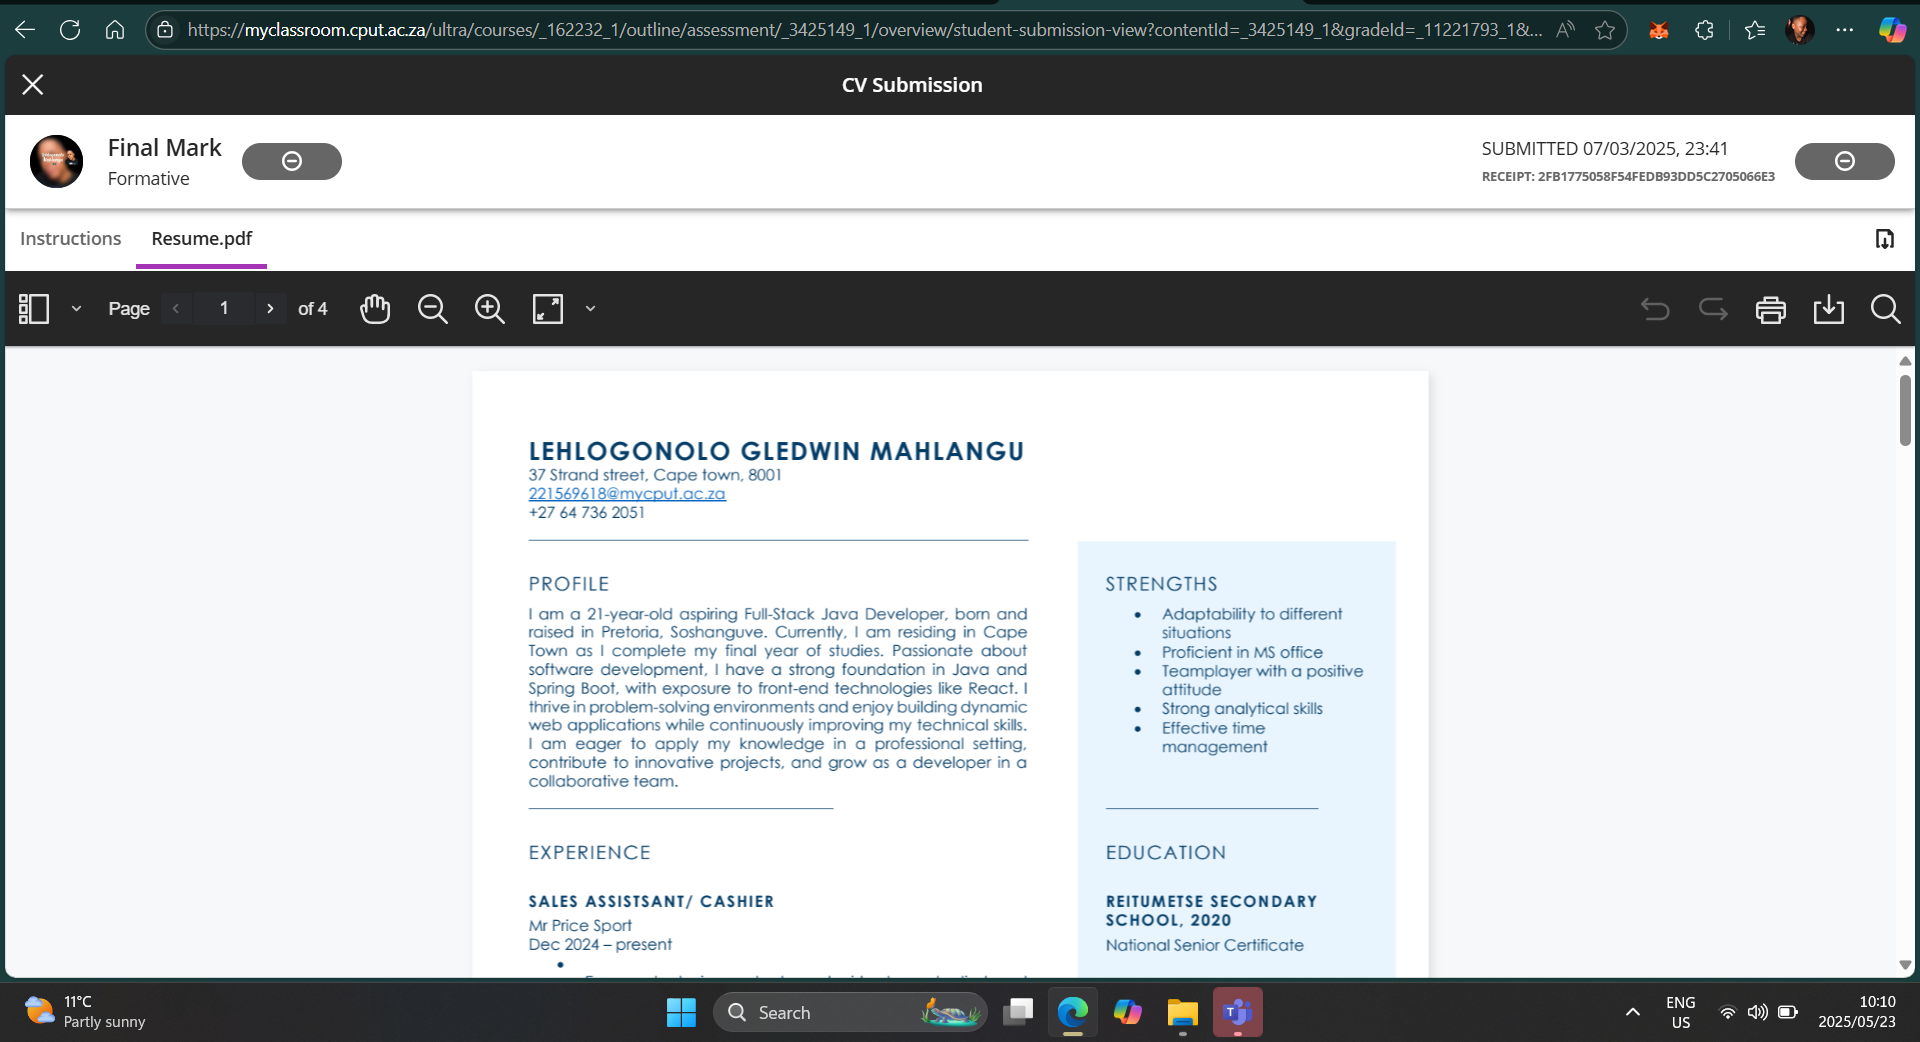 https://myclassroom.cput.ac.za/ultra/courses/_162232_1/outline/assessment/_3425149_1/overview/student-submission-view?contentId=_3425149_1&gradeId=_11221793_1&...
CV Submission
Final Mark
Formative
SUBMITTED 07/03/2025, 23:41
RECEIPT: 2FB1775058F54FEDB93DD5C2705066E3
Instructions
Resume.pdf
Page
1
of 4
LEHLOGONOLO GLEDWIN MAHLANGU
37 Strand street, Cape town, 8001
221569618@mycput.ac.za
+27 64 736 2051
PROFILE
I am a 21-year-old aspiring Full-Stack Java Developer, born and
raised in Pretoria, Soshanguve. Currently, I am residing in Cape
Town as I complete my final year of studies. Passionate about
software development, I have a strong foundation in Java and
Spring Boot, with exposure to front-end technologies like React. I
thrive in problem-solving environments and enjoy building dynamic
web applications while continuously improving my technical skills.
I am eager to apply my knowledge in a professional setting,
contribute to innovative projects, and grow as a developer in a
collaborative team.
STRENGTHS
• Adaptability to different
situations
• Proficient in MS office
• Teamplayer with a positive
attitude
• Strong analytical skills
• Effective time
management
EXPERIENCE
SALES ASSISTSANT/ CASHIER
Mr Price Sport
Dec 2024 – present
•
EDUCATION
REITUMETSE SECONDARY
SCHOOL, 2020
National Senior Certificate
11°C
Partly sunny
Search
ENG
US
10:10
2025/05/23